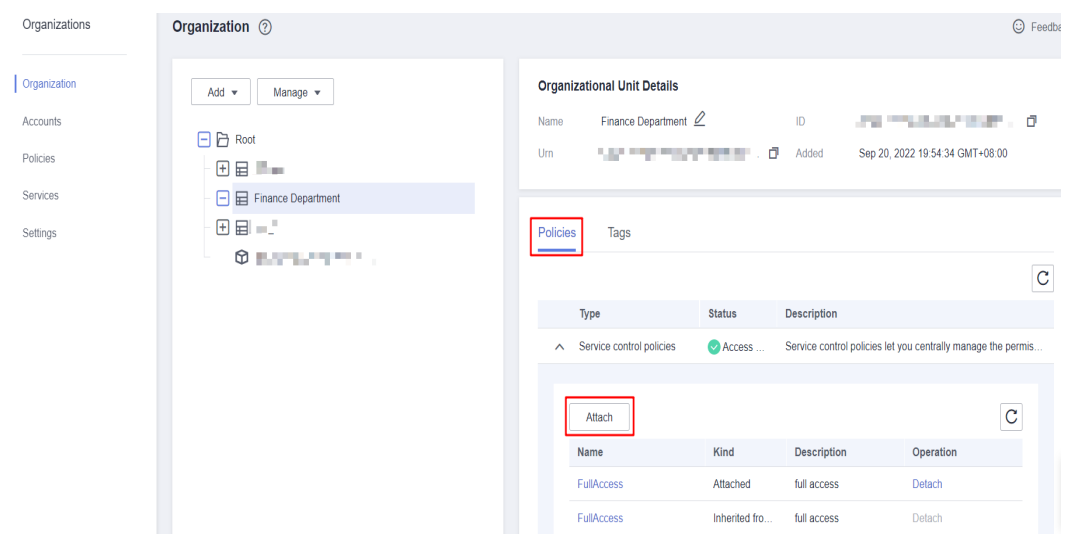 Organizations
Organization
Accounts
Policies
Services
Settings
Organization
Feedba
Add
Manage
Root
Finance Department
Organizational Unit Details
Name Finance Department ID
Urn Added Sep 20, 2022 19:54:34 GMT+08:00
Policies Tags
Type Status Description
Service control policies Access ... Service control policies let you centrally manage the permis...
Attach
Name Kind Description Operation
FullAccess Attached full access Detach
FullAccess Inherited fro... full access Detach